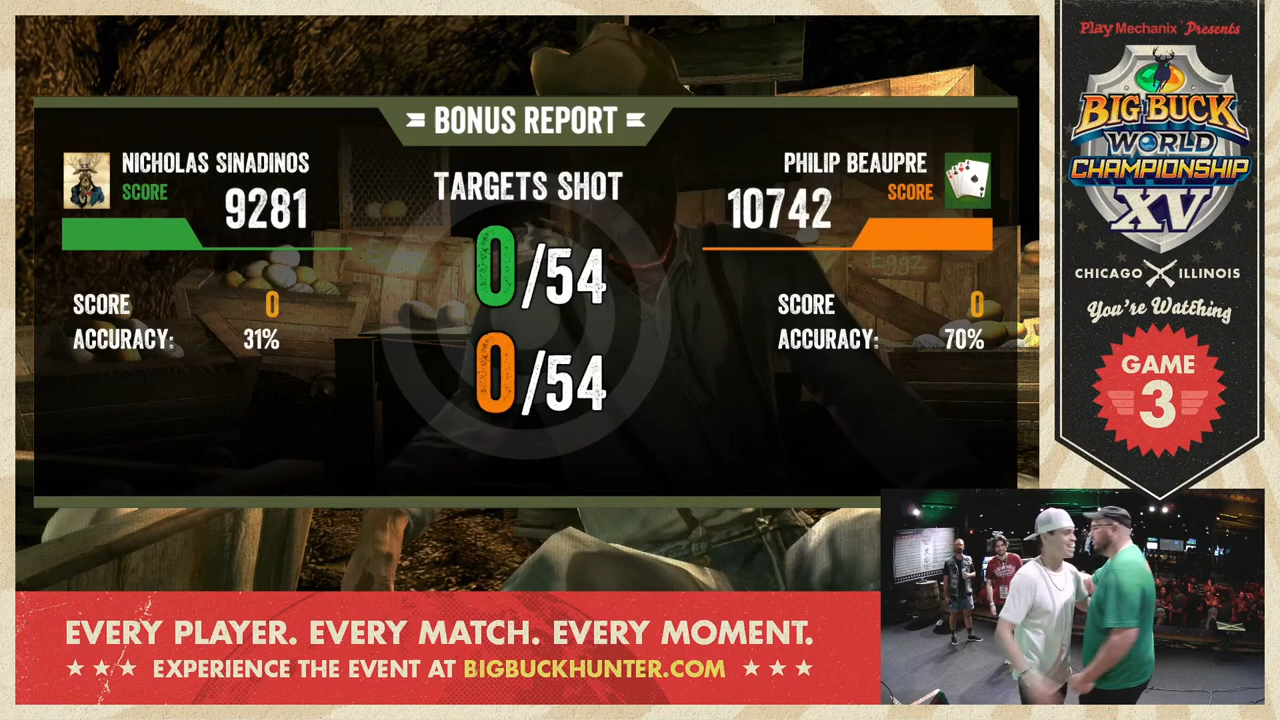 BONUS REPORT
NICHOLAS SINADINOS
SCORE
9281
SCORE 0
ACCURACY: 31%
TARGETS SHOT
0/54
0/54
PHILIP BEAUPRE
10742
SCORE
SCORE 0
ACCURACY: 70%
Eggs
EVERY PLAYER. EVERY MATCH. EVERY MOMENT.
★ ★ ★ EXPERIENCE THE EVENT AT BIGBUCKHUNTER.COM ★ ★ ★
Play Mechanix Presents
BIG BUCK
WORLD
CHAMPIONSHIP
XV
CHICAGO ILLINOIS
You're Watching
GAME
3